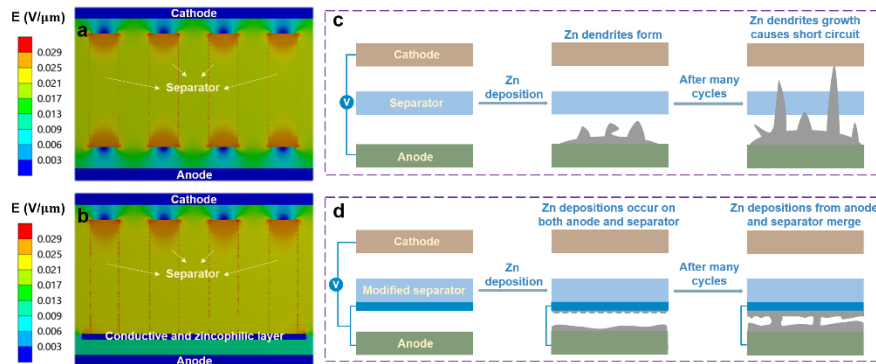 E (V/μm)
0.029
0.026
0.023
0.020
0.017
0.013
0.009
0.006
0.003
Cathode
a
Separator
Anode
E (V/μm)
0.029
0.025
0.021
0.017
0.013
0.009
0.006
0.003
Cathode
b
Separator
Conductive and zincophilic layer
Anode
c
Cathode
Separator
Anode
V
Zn
deposition
Zn dendrites form
After many
cycles
Zn dendrites growth
causes short circuit
d
Cathode
Modified separator
Anode
V
Zn
deposition
Zn depositions occur on
both anode and separator
After many
cycles
Zn depositions from anode
and separator merge